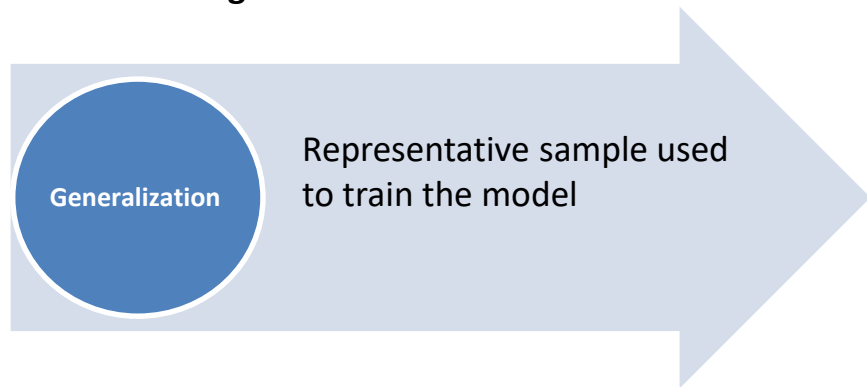 Representative sample used
Generalization
to train the model